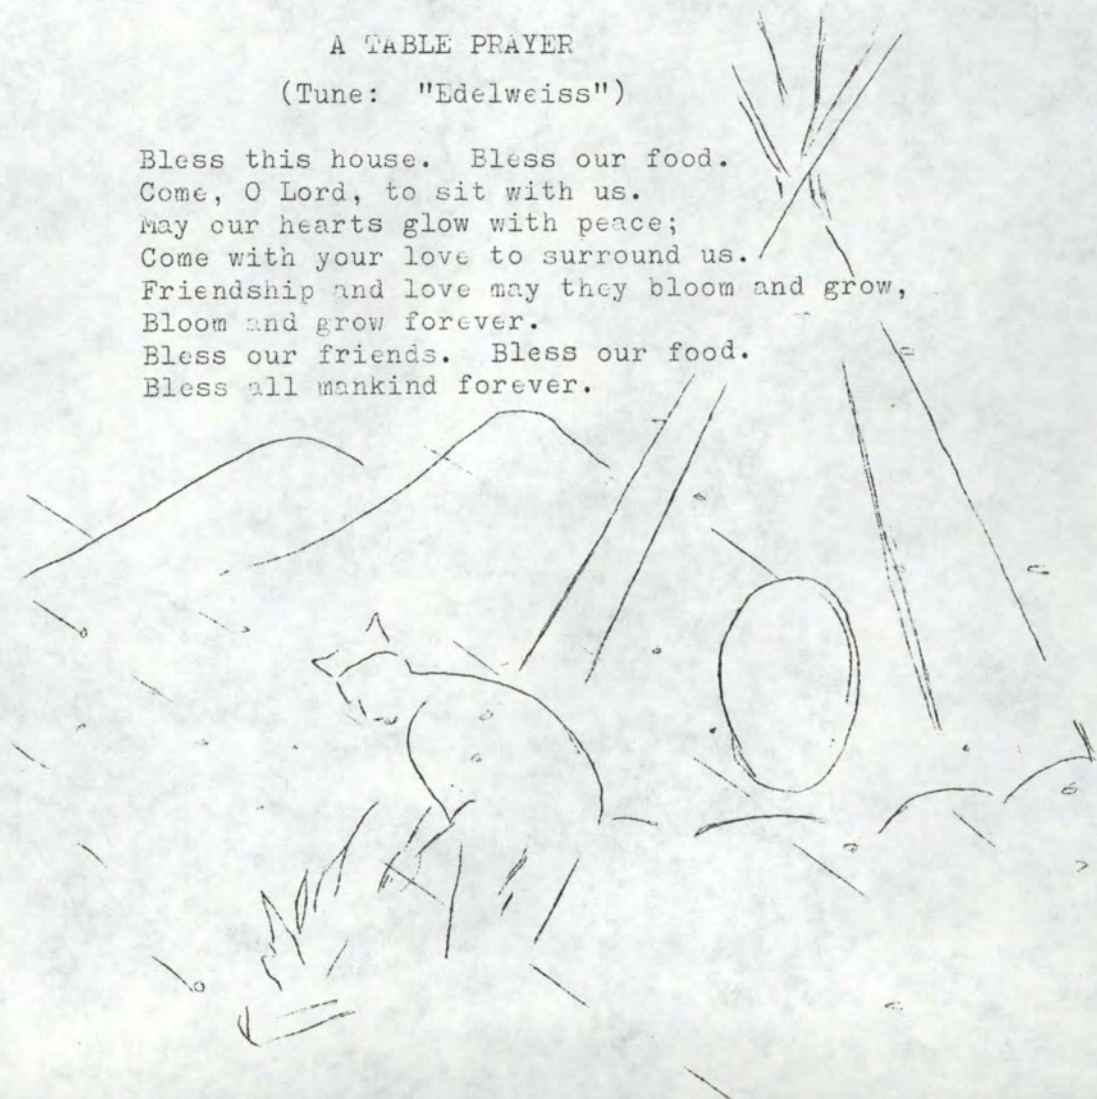 A TABLE PRAYER
(Tune:  "Edelweiss")
Bless this house.  Bless our food.
Come, O Lord, to sit with us.
May our hearts glow with peace;
Come with your love to surround us.
Friendship and love may they bloom and grow,
Bloom and grow forever.
Bless our friends.  Bless our food.
Bless all mankind forever.